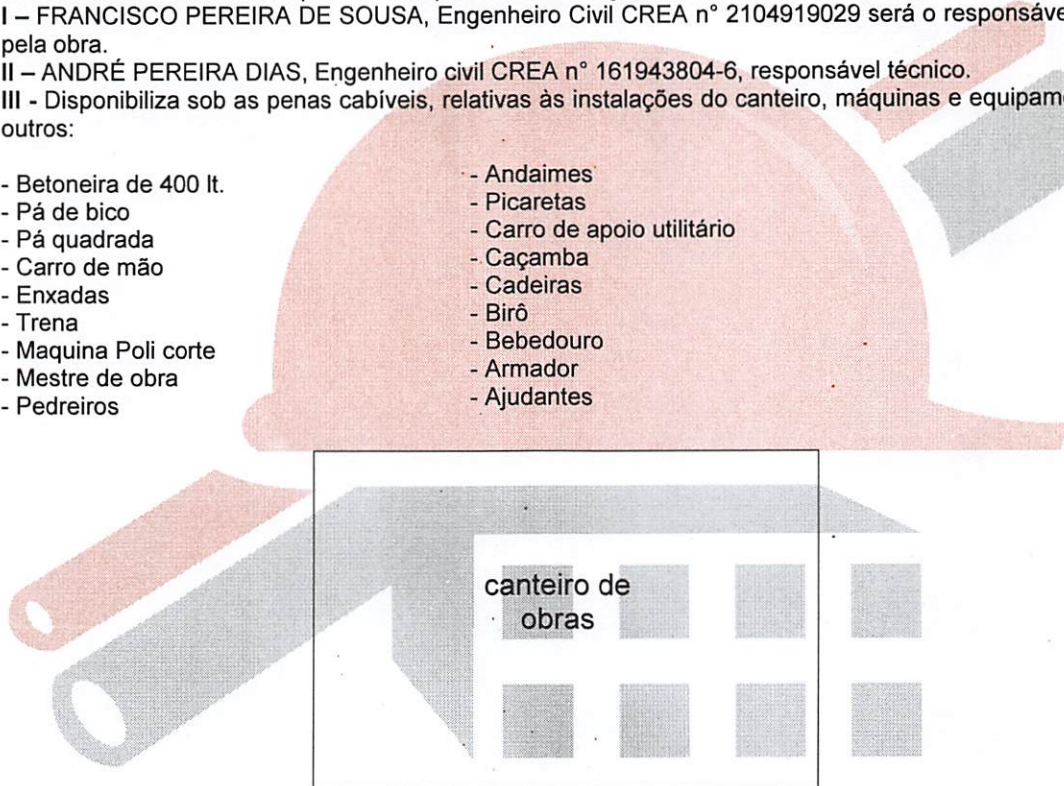 I – FRANCISCO PEREIRA DE SOUSA, Engenheiro Civil CREA n° 2104919029 será o
pela obra.
II – ANDRÉ PEREIRA DIAS, Engenheiro civil CREA n° 161943804-6, responsável técnico.
III - Disponibiliza sob as penas cabíveis, relativas às instalações do canteiro, máquinas e
outros:
- Betoneira de 400 lt.
- Pá de bico
- Pá quadrada
- Carro de mão
- Enxadas
- Trena
- Maquina Poli corte
- Mestre de obra
- Pedreiros
- Andaimes
- Picaretas
- Carro de apoio utilitário
- Caçamba
- Cadeiras
- Birô
- Bebedouro
- Armador
- Ajudantes
canteiro de
obras